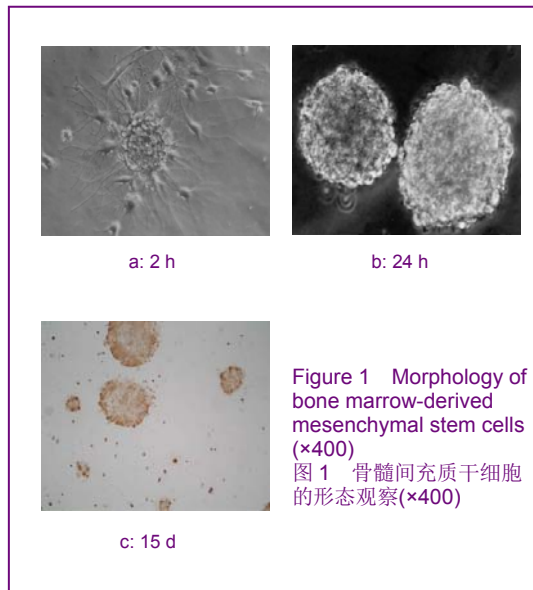 a: 2 h
b: 24 h
c: 15 d
Figure 1 Morphology of
bone marrow-derived
mesenchymal stem cells
(×400)
图 1 骨髓间充质干细胞
的形态观察(×400)